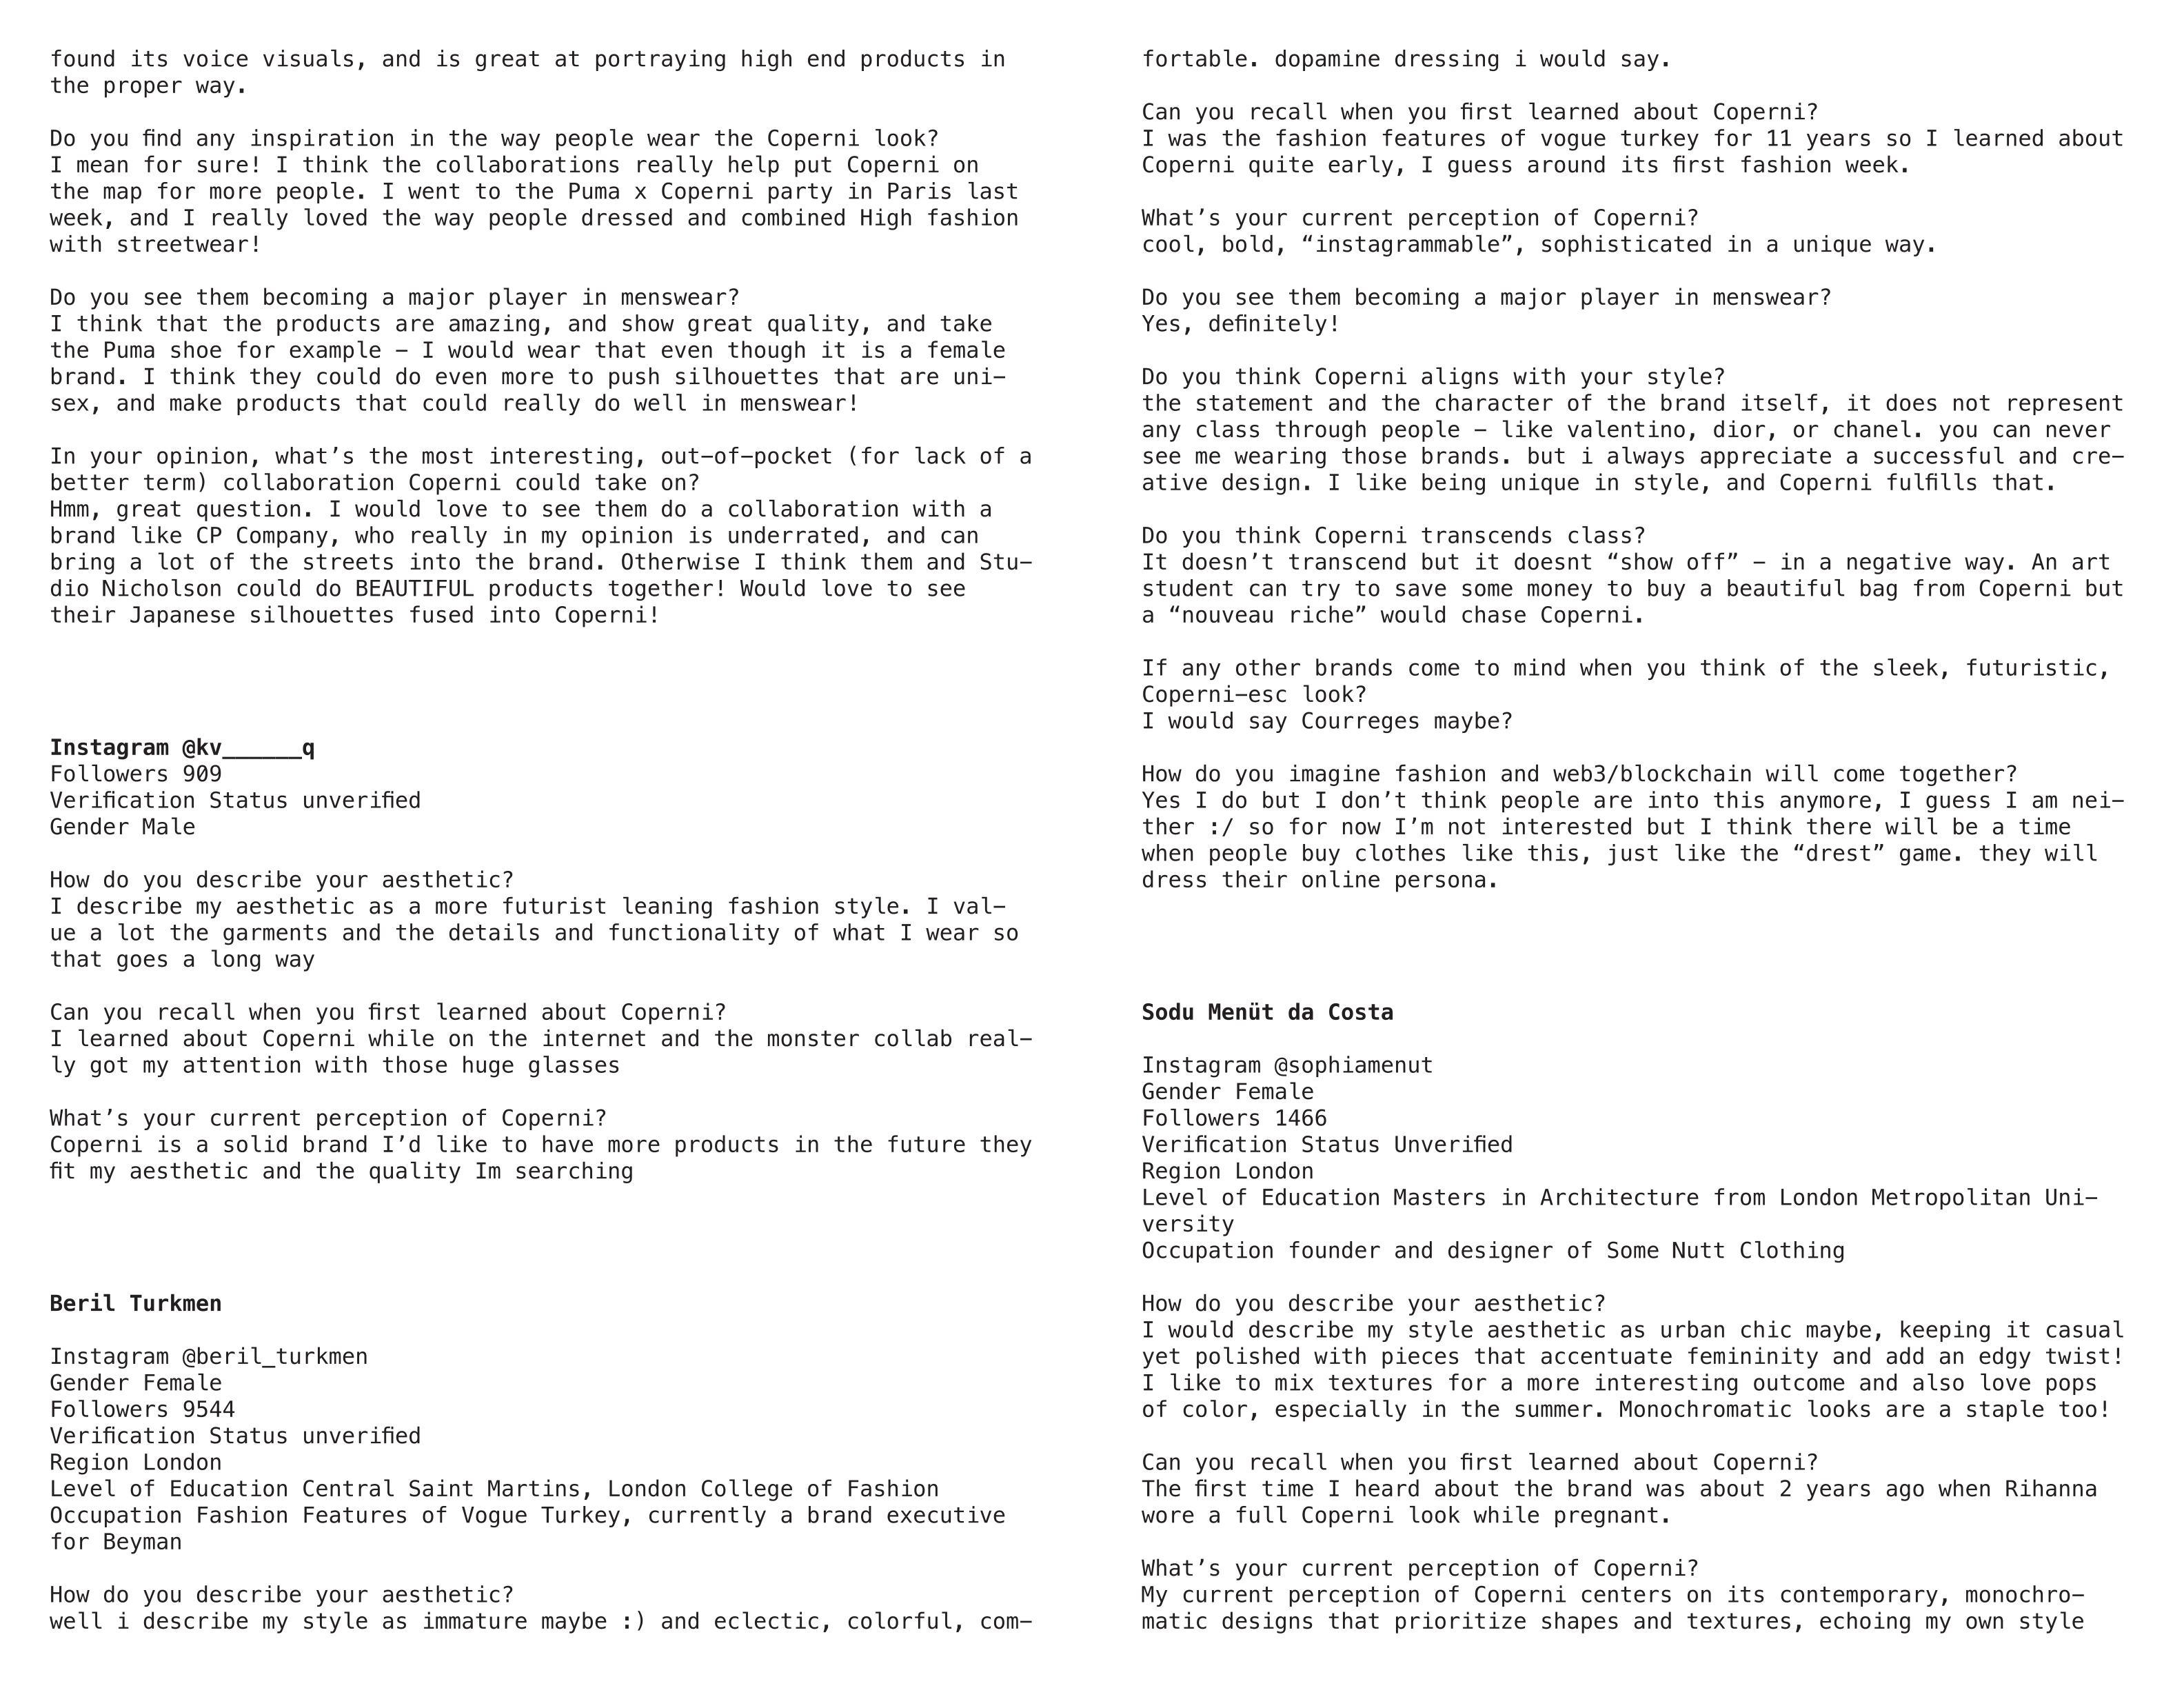 found its voice visuals, and is great at portraying high end products in
the proper way.
Do you find any inspiration in the way people wear the Coperni look?
I mean for sure! I think the collaborations really help put Coperni on
the map for more people. I went to the Puma x Coperni party in Paris last
week, and I really loved the way people dressed and combined High fashion
with streetwear!
Do you see them becoming a major player in menswear?
I think that the products are amazing, and show great quality, and take
the Puma shoe for example – I would wear that even though it is a female
brand. I think they could do even more to push silhouettes that are uni-
sex, and make products that could really do well in menswear!
In your opinion, what’s the most interesting, out-of-pocket (for lack of a
better term) collaboration Coperni could take on?
Hmm, great question. I would love to see them do a collaboration with a
brand like CP Company, who really in my opinion is underrated, and can
bring a lot of the streets into the brand. Otherwise I think them and Stu-
dio Nicholson could do BEAUTIFUL products together! Would love to see
their Japanese silhouettes fused into Coperni!
Instagram @kv______q
Followers 909
Verification Status unverified
Gender Male
How do you describe your aesthetic?
I describe my aesthetic as a more futurist leaning fashion style. I val-
ue a lot the garments and the details and functionality of what I wear so
that goes a long way
Can you recall when you first learned about Coperni?
I learned about Coperni while on the internet and the monster collab real-
ly got my attention with those huge glasses
What’s your current perception of Coperni?
Coperni is a solid brand I’d like to have more products in the future they
fit my aesthetic and the quality Im searching
Beril Turkmen
Instagram @beril_turkmen
Gender Female
Followers 9544
Verification Status unverified
Region London
Level of Education Central Saint Martins, London College of Fashion
Occupation Fashion Features of Vogue Turkey, currently a brand executive
for Beyman
How do you describe your aesthetic?
well i describe my style as immature maybe :) and eclectic, colorful, com-
fortable. dopamine dressing i would say.
Can you recall when you first learned about Coperni?
I was the fashion features of vogue turkey for 11 years so I learned about
Coperni quite early, I guess around its first fashion week.
What’s your current perception of Coperni?
cool, bold, “instagrammable”, sophisticated in a unique way.
Do you see them becoming a major player in menswear?
Yes, definitely!
Do you think Coperni aligns with your style?
the statement and the character of the brand itself, it does not represent
any class through people – like valentino, dior, or chanel. you can never
see me wearing those brands. but i always appreciate a successful and cre-
ative design. I like being unique in style, and Coperni fulfills that.
Do you think Coperni transcends class?
It doesn’t transcend but it doesnt “show off” – in a negative way. An art
student can try to save some money to buy a beautiful bag from Coperni but
a “nouveau riche” would chase Coperni.
If any other brands come to mind when you think of the sleek, futuristic,
Coperni-esc look?
I would say Courreges maybe?
How do you imagine fashion and web3/blockchain will come together?
Yes I do but I don’t think people are into this anymore, I guess I am nei-
ther :/ so for now I’m not interested but I think there will be a time
when people buy clothes like this, just like the “drest” game. they will
dress their online persona.
Sodu Menüt da Costa
Instagram @sophiamenut
Gender Female
Followers 1466
Verification Status Unverified
Region London
Level of Education Masters in Architecture from London Metropolitan Uni-
versity
Occupation founder and designer of Some Nutt Clothing
How do you describe your aesthetic?
I would describe my style aesthetic as urban chic maybe, keeping it casual
yet polished with pieces that accentuate femininity and add an edgy twist!
I like to mix textures for a more interesting outcome and also love pops
of color, especially in the summer. Monochromatic looks are a staple too!
Can you recall when you first learned about Coperni?
The first time I heard about the brand was about 2 years ago when Rihanna
wore a full Coperni look while pregnant.
What’s your current perception of Coperni?
My current perception of Coperni centers on its contemporary, monochro-
matic designs that prioritize shapes and textures, echoing my own style